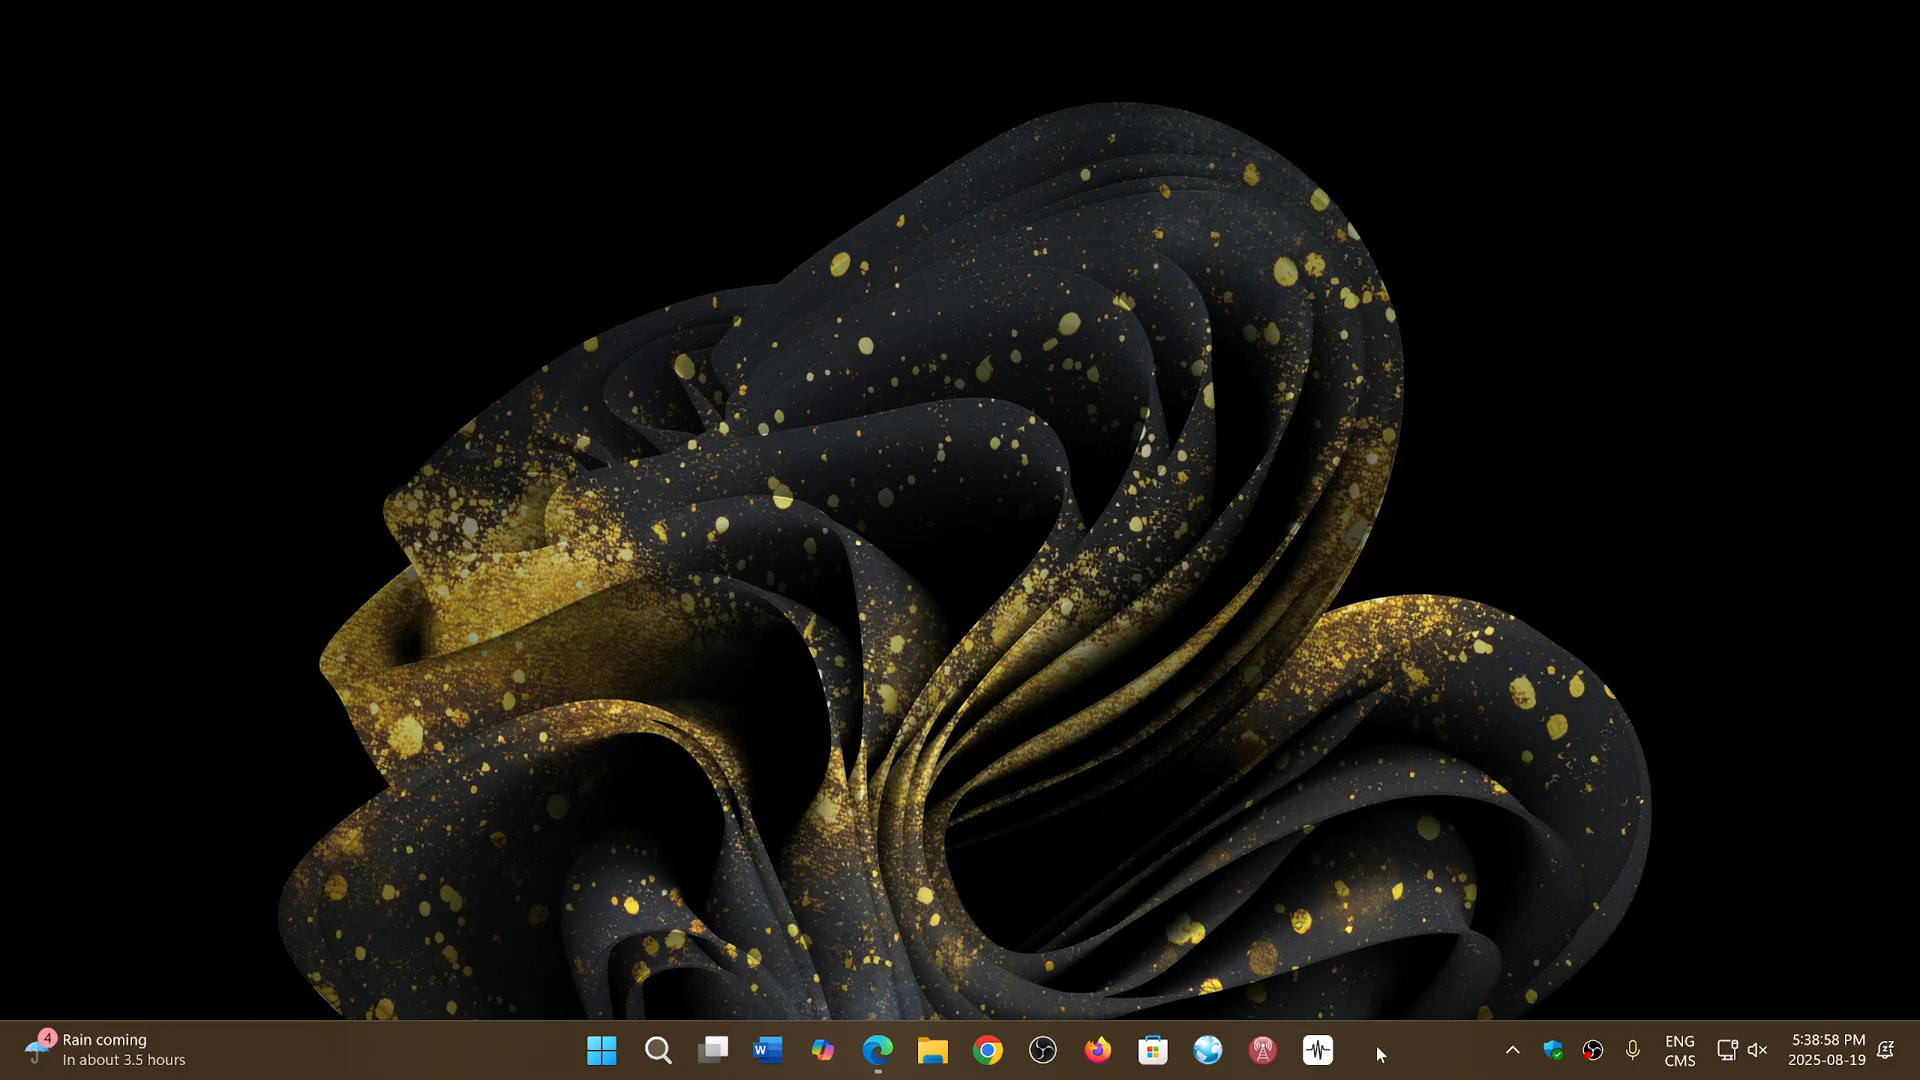 4
Rain coming
In about 3.5 hours
W
ENG
CMS
5:38:58 PM
2025-08-19